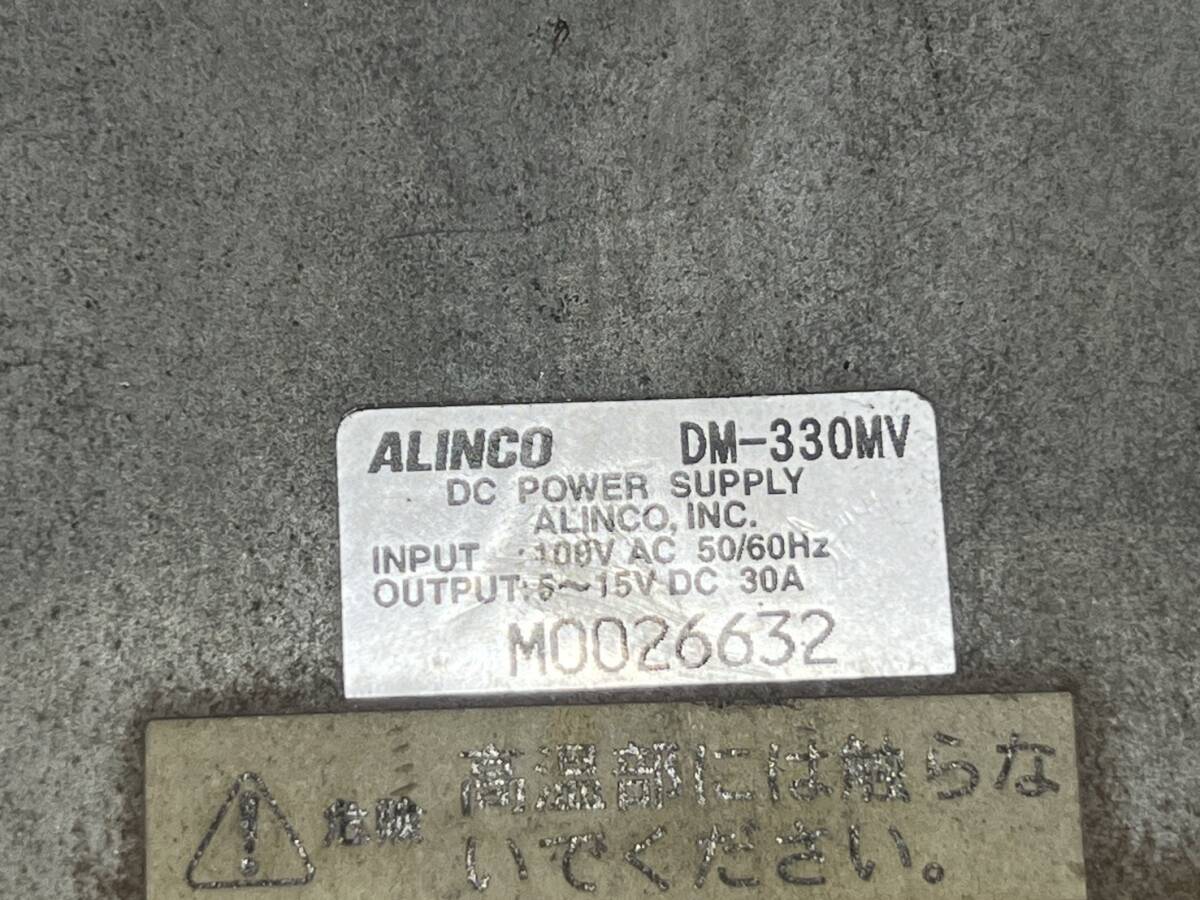 ALINCO DM-330MV
DC POWER SUPPLY
ALINCO, INC.
INPUT :100V AC 50/60Hz
OUTPUT:5～15V DC 30A
M0026632
危険 高温部には触らな
いでください。